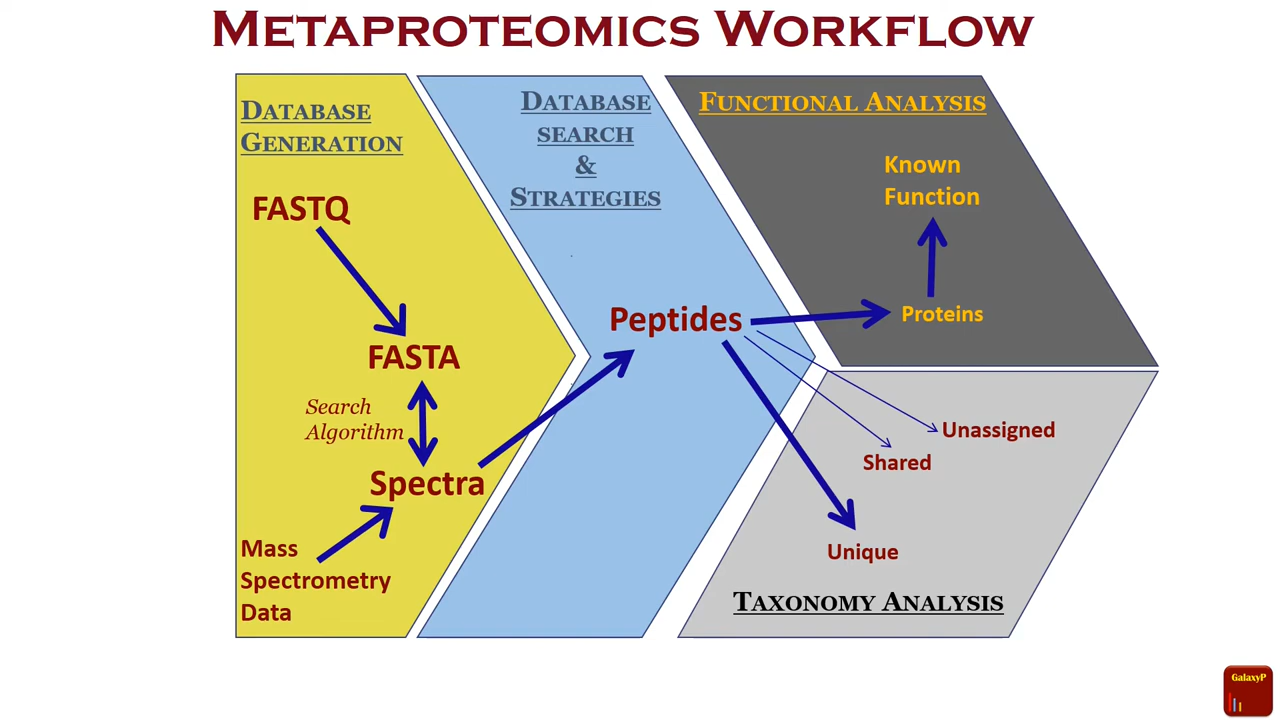 METAPROTEOMICS WORKFLOW
DATABASE
GENERATION
FASTQ
FASTA
Search
Algorithm
Spectra
Mass
Spectrometry
Data
DATABASE
SEARCH
&
STRATEGIES
Peptides
FUNCTIONAL ANALYSIS
Known
Function
Proteins
Unassigned
Shared
Unique
TAXONOMY ANALYSIS
GalaxyP